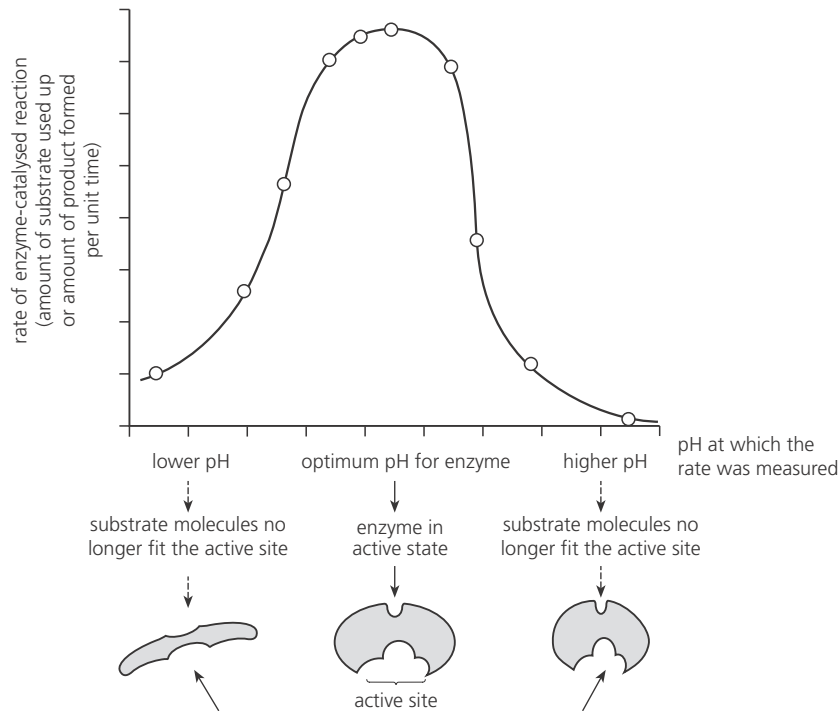 rate of enzyme-catalysed reaction
(amount of substrate used up
or amount of product formed
per unit time)
pH at which the
rate was measured
lower pH
optimum pH for enzyme
higher pH
substrate molecules no
longer fit the active site
enzyme in
active state
substrate molecules no
longer fit the active site
active site